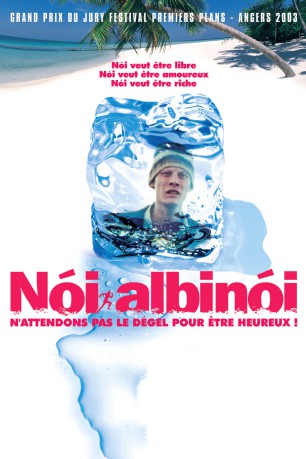 GRAND PRIX DU JURY FESTIVAL PREMIERS PLANS - ANGERS 2003
Nói veut être libre
Nói veut être amoureux
Nói veut être riche
Nói albinói
N'ATTENDONS PAS LE DÉGEL POUR ÊTRE HEUREUX !